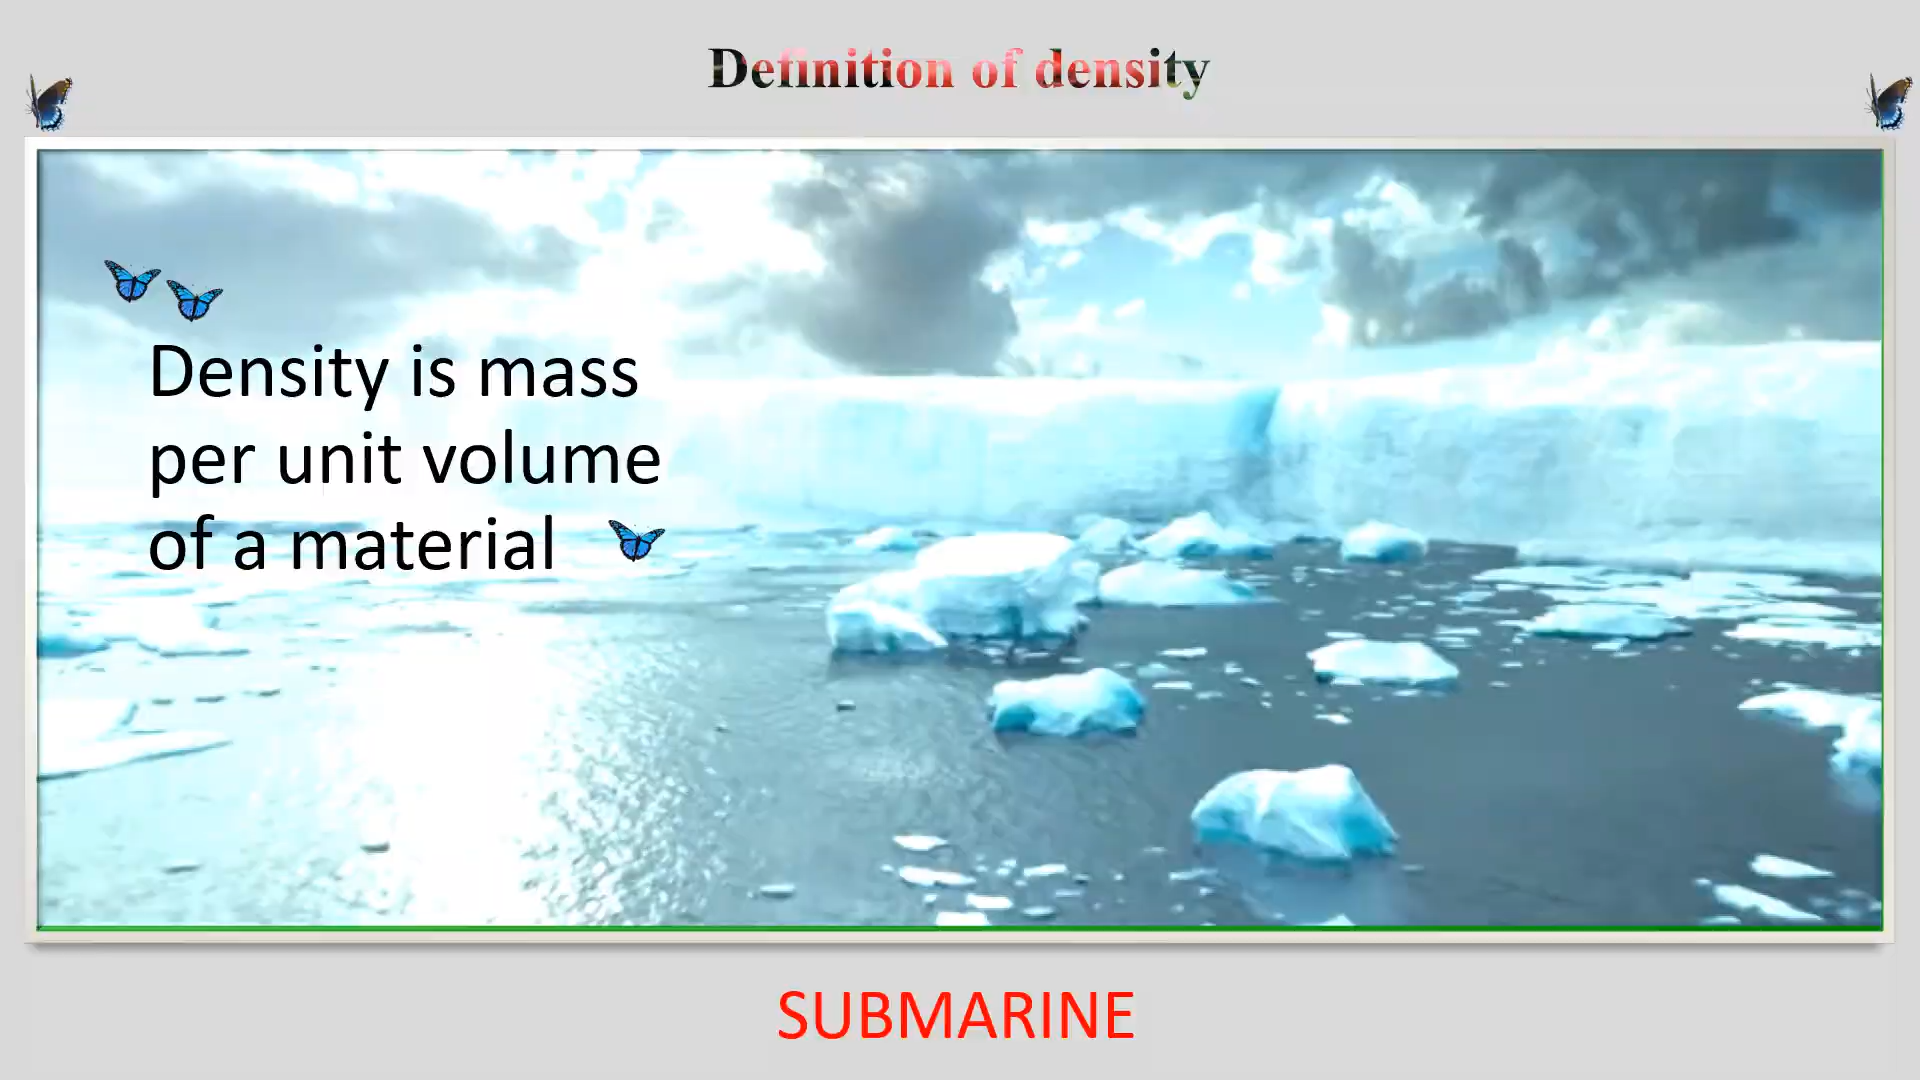 Definition of density
Density is mass
per unit volume
of a material
SUBMARINE